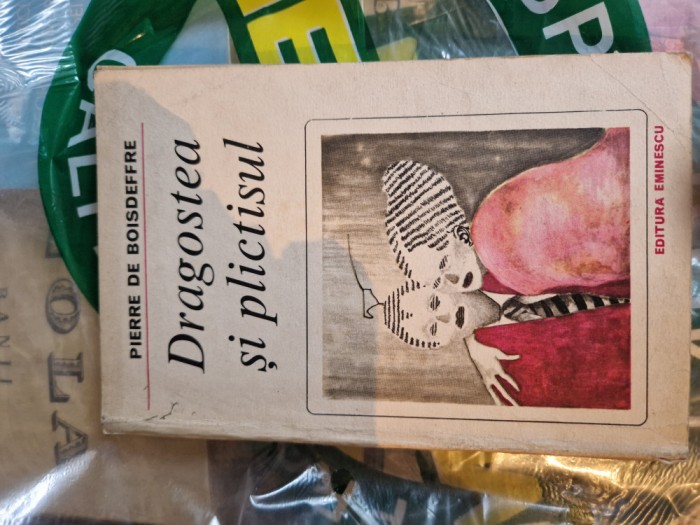 PIERRE DE BOISDEFFRE
Dragostea
și plictisul
EDITURA EMINESCU